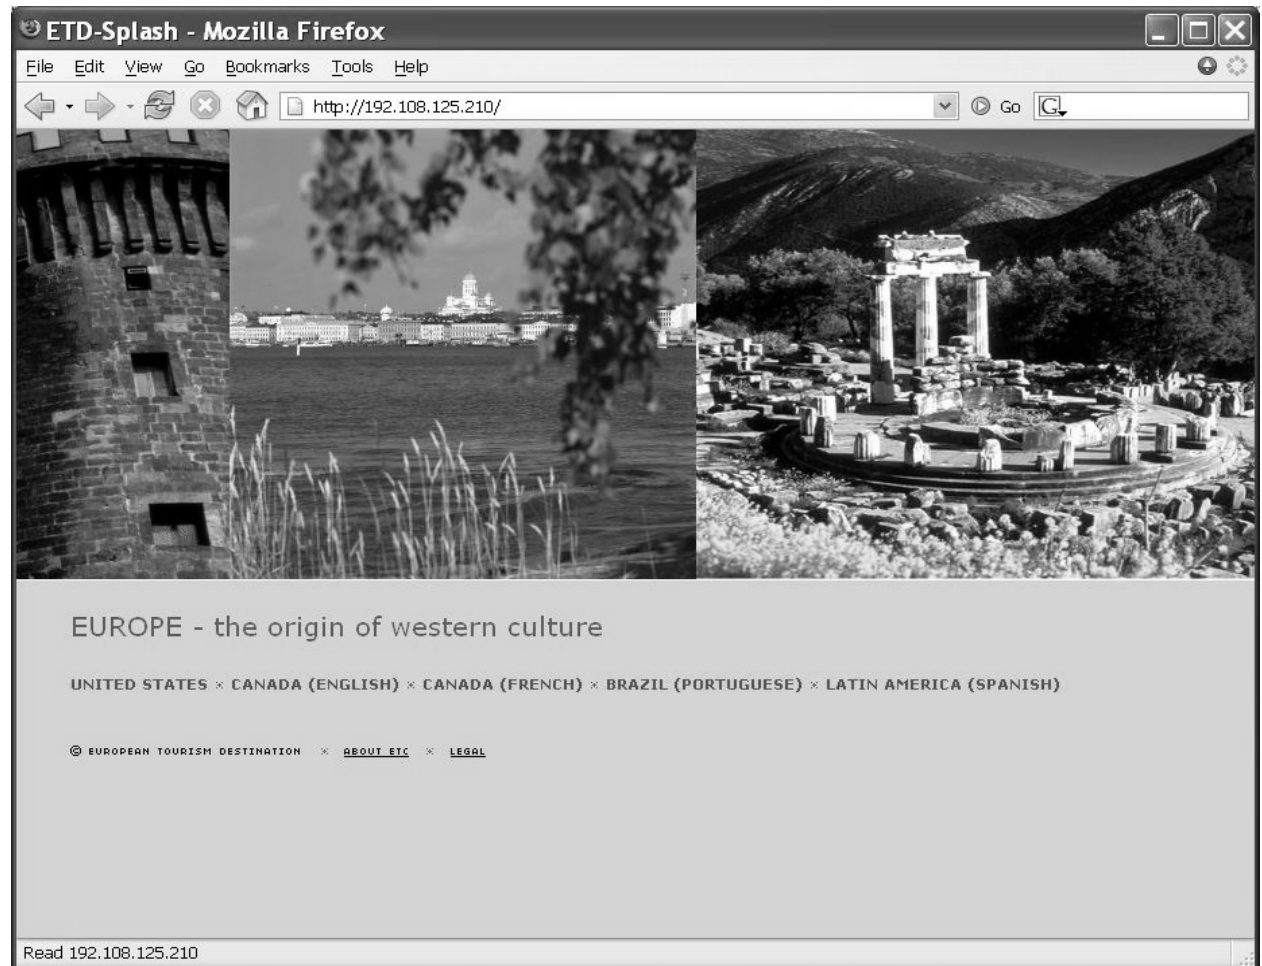 ETD-Splash - Mozilla Firefox
File Edit View Go Bookmarks Tools Help
http://192.108.125.210/ Go G
EUROPE - the origin of western culture
UNITED STATES × CANADA (ENGLISH) × CANADA (FRENCH) × BRAZIL (PORTUGUESE) × LATIN AMERICA (SPANISH)
© EUROPEAN TOURISM DESTINATION × ABOUT ETC × LEGAL
Read 192.108.125.210